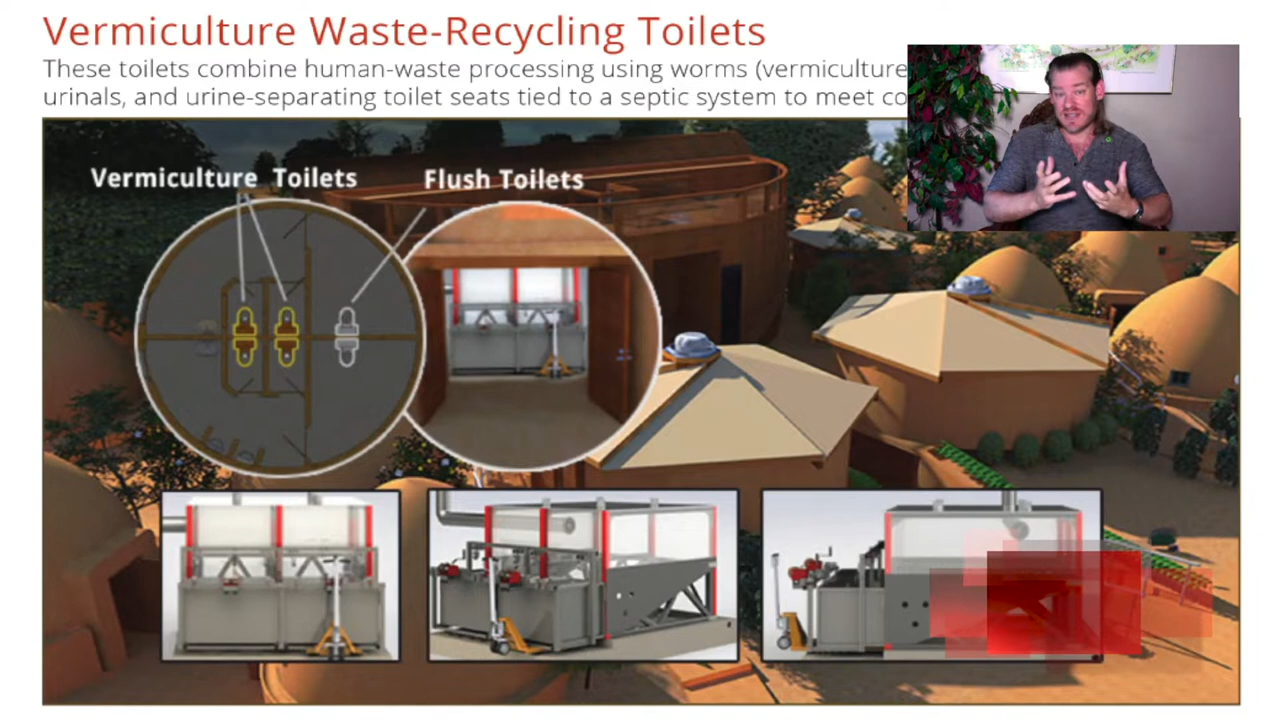 Vermiculture Waste-Recycling Toilets
These toilets combine human-waste processing using worms (vermiculture
urinals, and urine-separating toilet seats tied to a septic system to meet co
Vermiculture Toilets
Flush Toilets